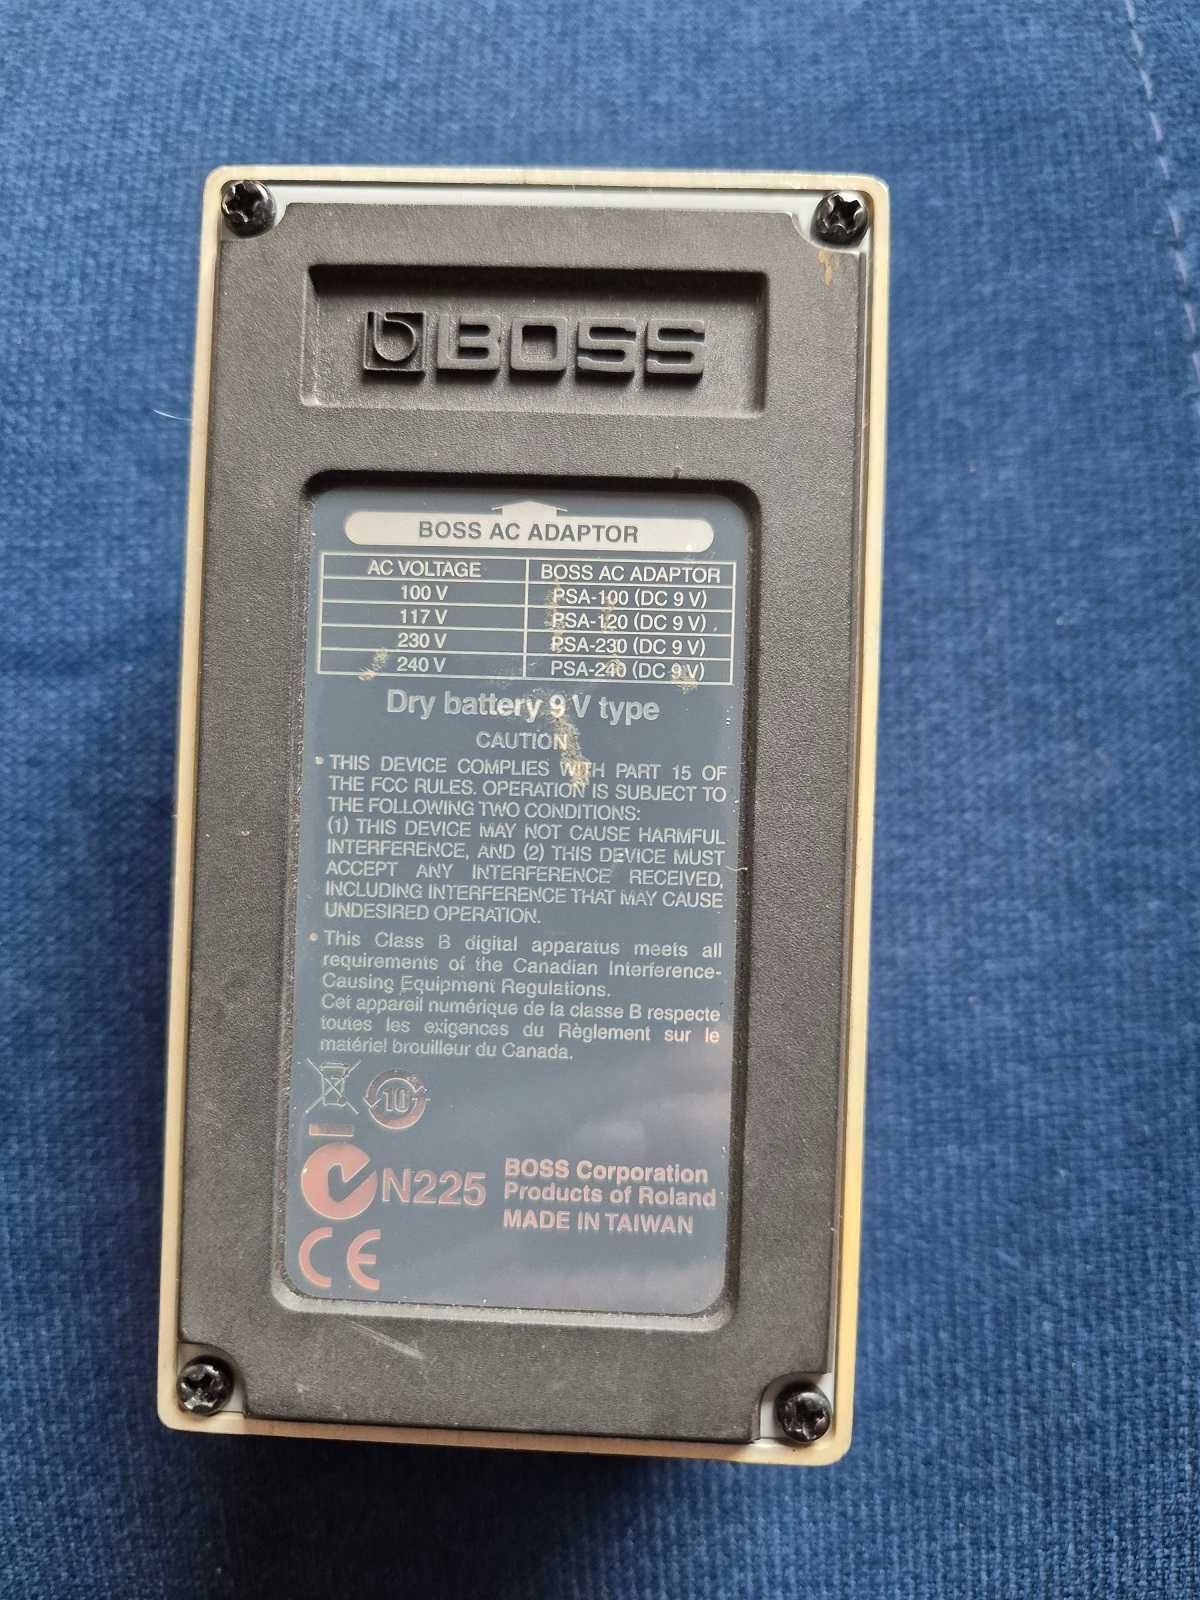 BOSS
BOSS AC ADAPTOR
AC VOLTAGE BOSS AC ADAPTOR
100 V PSA-100 (DC 9 V)
117 V PSA-120 (DC 9 V)
230 V PSA-230 (DC 9 V)
240 V PSA-240 (DC 9 V)
Dry battery 9 V type
CAUTION
• THIS DEVICE COMPLIES WITH PART 15 OF
THE FCC RULES. OPERATION IS SUBJECT TO
THE FOLLOWING TWO CONDITIONS:
(1) THIS DEVICE MAY NOT CAUSE HARMFUL
INTERFERENCE, AND (2) THIS DEVICE MUST
ACCEPT ANY INTERFERENCE RECEIVED,
INCLUDING INTERFERENCE THAT MAY CAUSE
UNDESIRED OPERATION.
• This Class B digital apparatus meets all
requirements of the Canadian Interference-
Causing Equipment Regulations.
Cet appareil numérique de la classe B respecte
toutes les exigences du Règlement sur le
matériel brouilleur du Canada.
10
N225
BOSS Corporation
Products of Roland
MADE IN TAIWAN
CE